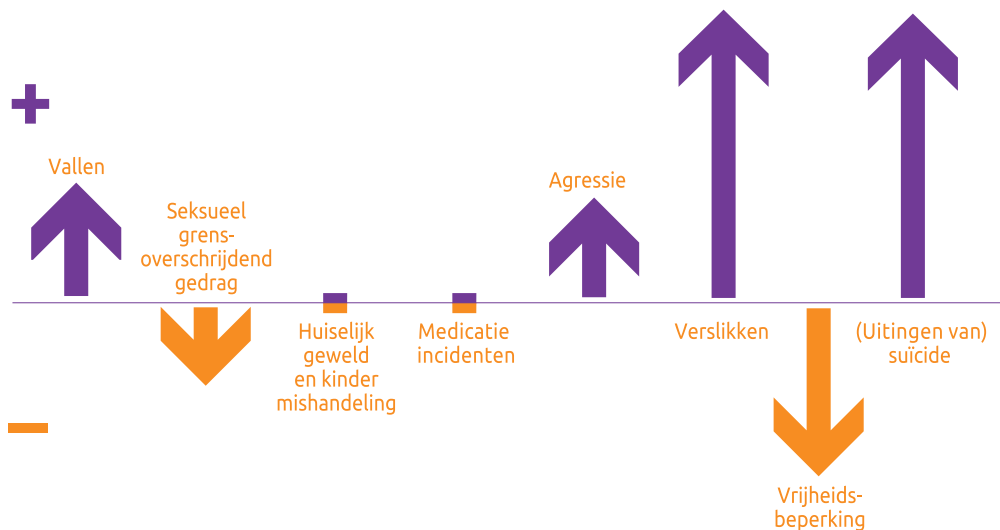 +
Vallen
Seksueel
grens-
overschrijdend
gedrag
Huiselijk
geweld
en kinder
mishandeling
Medicatie
incidenten
Agressie
Verslikken
Vrijheids-
beperking
(Uitingen van)
suïcide
–